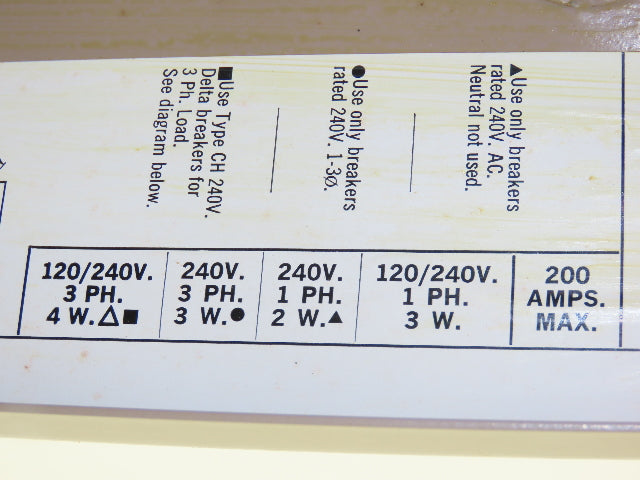 ■Use Type CH 240V.
Delta breakers for
3 Ph. Load.
See diagram below.
●Use only breakers
rated 240V. 1-3ø.
▲Use only breakers
rated 240V. AC.
Neutral not used.
120/240V.
3 PH.
4 W.△■
240V.
3 PH.
3 W.●
240V.
1 PH.
2 W.▲
120/240V.
1 PH.
3 W.
200
AMPS.
MAX.